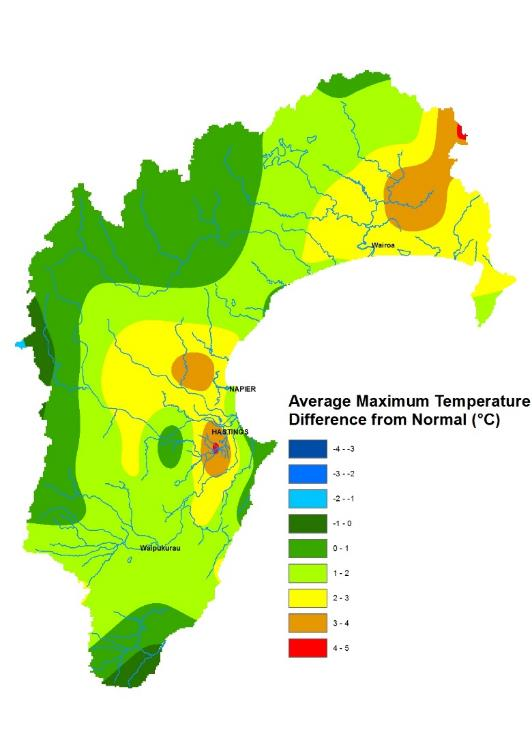 Wairoa
NAPIER
HASTINGS
Average Maximum Temperature
Difference from Normal (°C)
-4 - -3
-3 - -2
-2 - -1
-1 - 0
0 - 1
1 - 2
2 - 3
3 - 4
4 - 5
Waipukurau